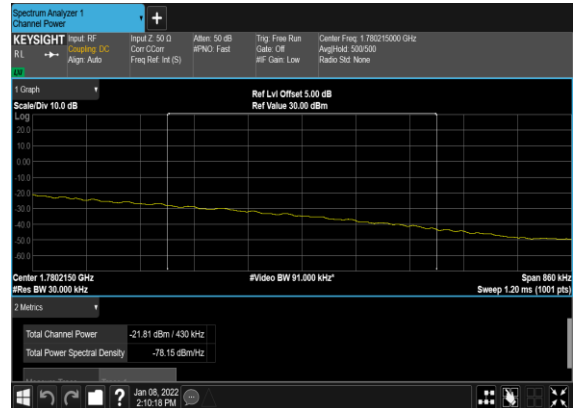 Spectrum Analyzer 1
Channel Power
+
KEYSIGHT Input: RF Input Z: 50 Ω Atten: 50 dB Trig: Free Run Center Freq: 1.780215000 GHz
RL Coupling: DC Corr CCorr #PNO: Fast Gate: Off Avg|Hold: 500/500
Align: Auto Freq Ref: Int (S) #IF Gain: Low Radio Std: None
1 Graph
Ref Lvl Offset 5.00 dB
Scale/Div 10.0 dB Ref Value 30.00 dBm
Log
20.0
10.0
0.00
-10.0
-20.0
-30.0
-40.0
-50.0
-60.0
Center 1.7802150 GHz #Video BW 91.000 kHz* Span 860 kHz
#Res BW 30.000 kHz Sweep 1.20 ms (1001 pts)
2 Metrics
Total Channel Power -21.81 dBm / 430 kHz
Total Power Spectral Density -78.15 dBm/Hz
?
Jan 08, 2022
2:10:18 PM